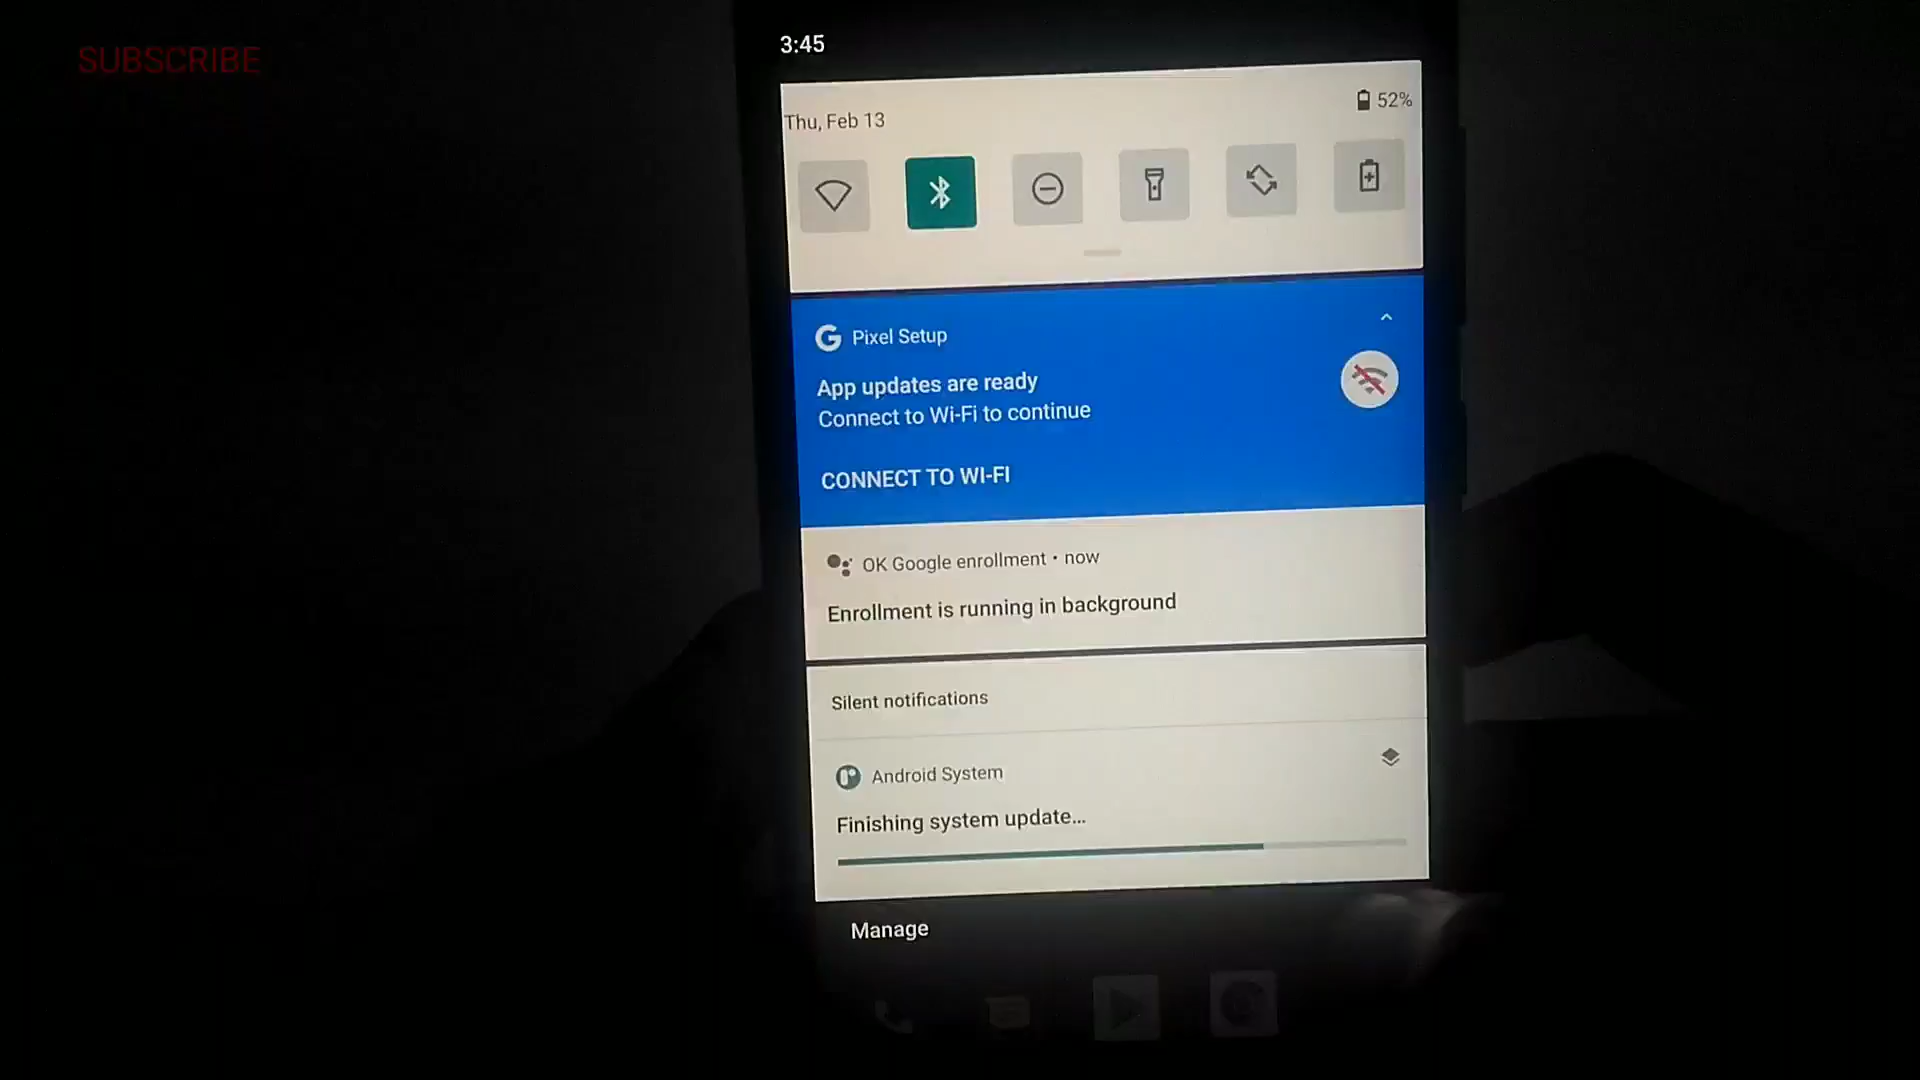 SUBSCRIBE
3:45
52%
Thu, Feb 13
Pixel Setup
App updates are ready
Connect to Wi-Fi to continue
CONNECT TO WI-FI
OK Google enrollment • now
Enrollment is running in background
Silent notifications
Android System
Finishing system update...
Manage